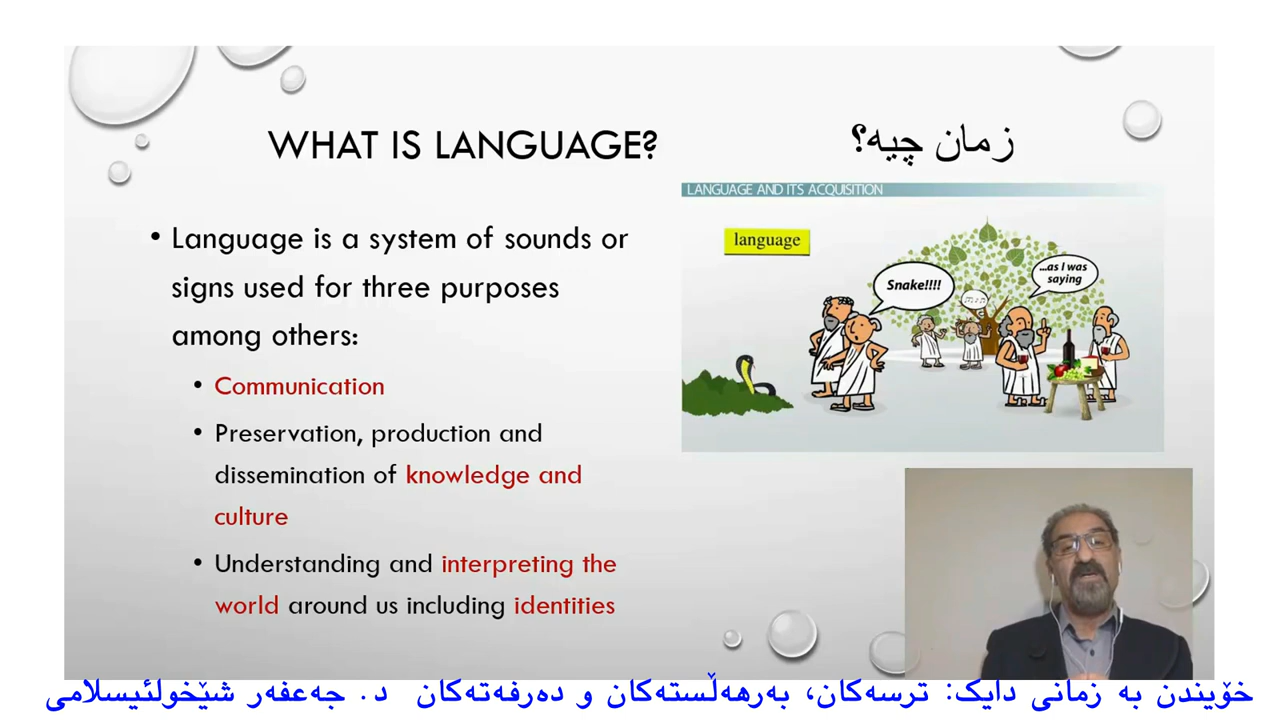 WHAT IS LANGUAGE?
زمان چیه؟
• Language is a system of sounds or
signs used for three purposes
among others:
• Communication
• Preservation, production and
dissemination of knowledge and
culture
• Understanding and interpreting the
world around us including identities
LANGUAGE AND ITS ACQUISITION
language
Snake!!!!
...as I was
saying
خۆیندن به زمانی دایک: ترسەکان، بەرهەڵستەکان و دەرفەتەکان د. جەعفەر شێخولئیسلامی